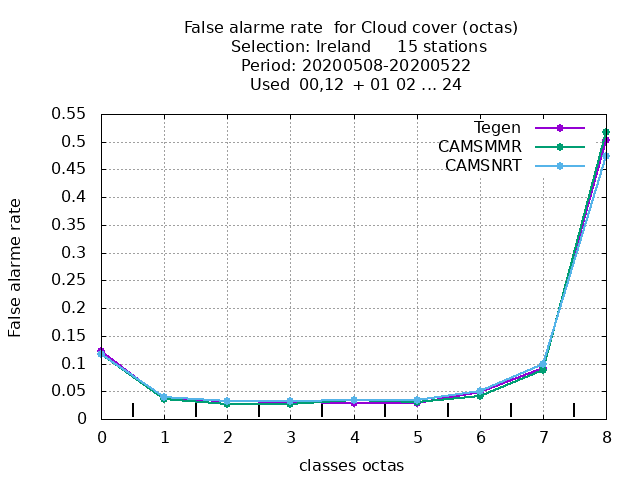 False alarme rate  for Cloud cover (octas)
Selection: Ireland     15 stations
Period: 20200508-20200522
Used  00,12  + 01 02 ... 24
0.55
0.5
0.45
0.4
0.35
0.3
0.25
0.2
0.15
0.1
0.05
0
False alarme rate
Tegen
CAMSMMR
CAMSNRT
0 1 2 3 4 5 6 7 8
classes octas